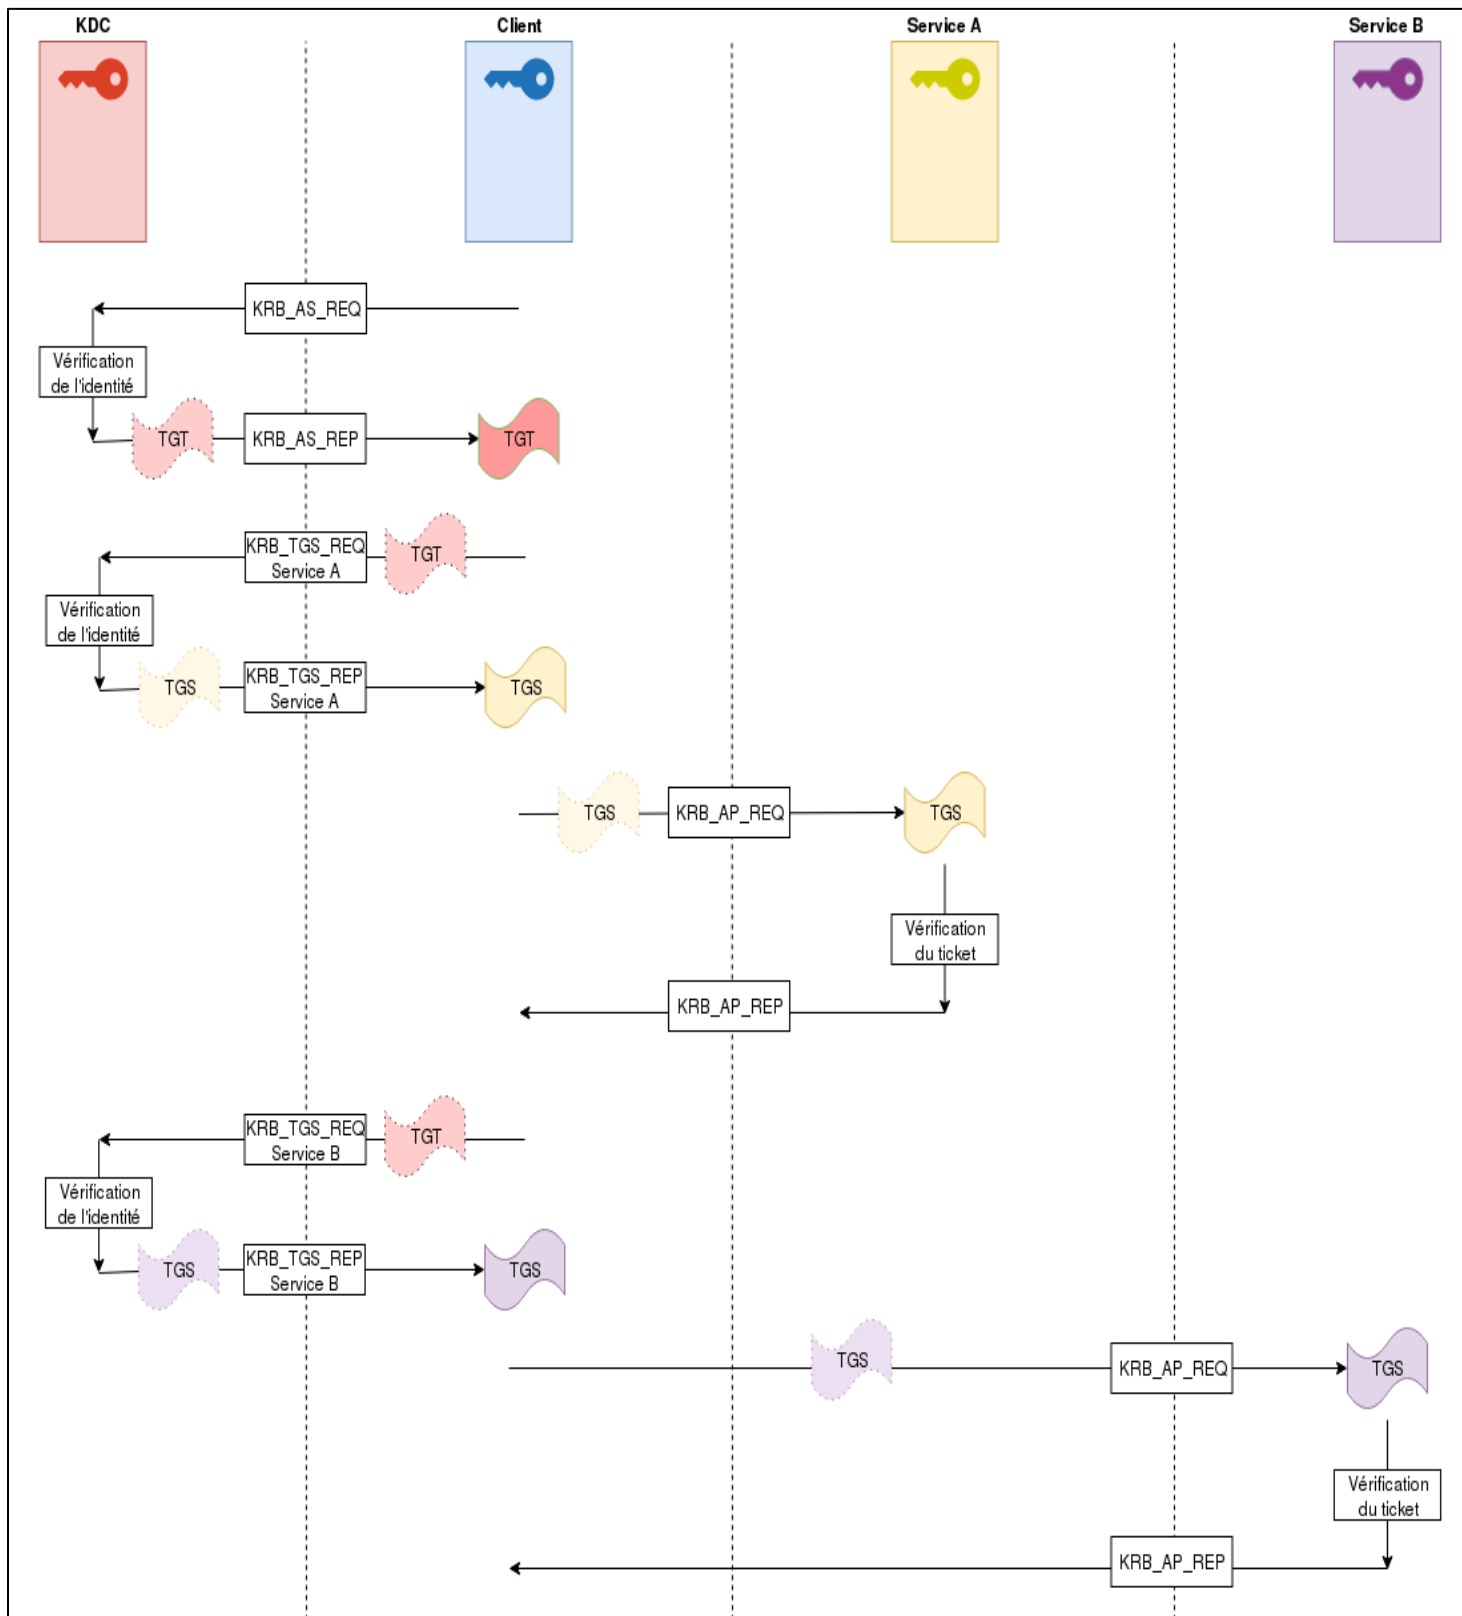 KDC
Client
Service A
Service B
KRB_AS_REQ
Vérification
de l'identité
TGT
KRB_AS_REP
TGT
KRB_TGS_REQ
Service A
TGT
Vérification
de l'identité
TGS
KRB_TGS_REP
Service A
TGS
TGS
KRB_AP_REQ
TGS
Vérification
du ticket
KRB_AP_REP
KRB_TGS_REQ
Service B
TGT
Vérification
de l'identité
TGS
KRB_TGS_REP
Service B
TGS
TGS
KRB_AP_REQ
TGS
Vérification
du ticket
KRB_AP_REP